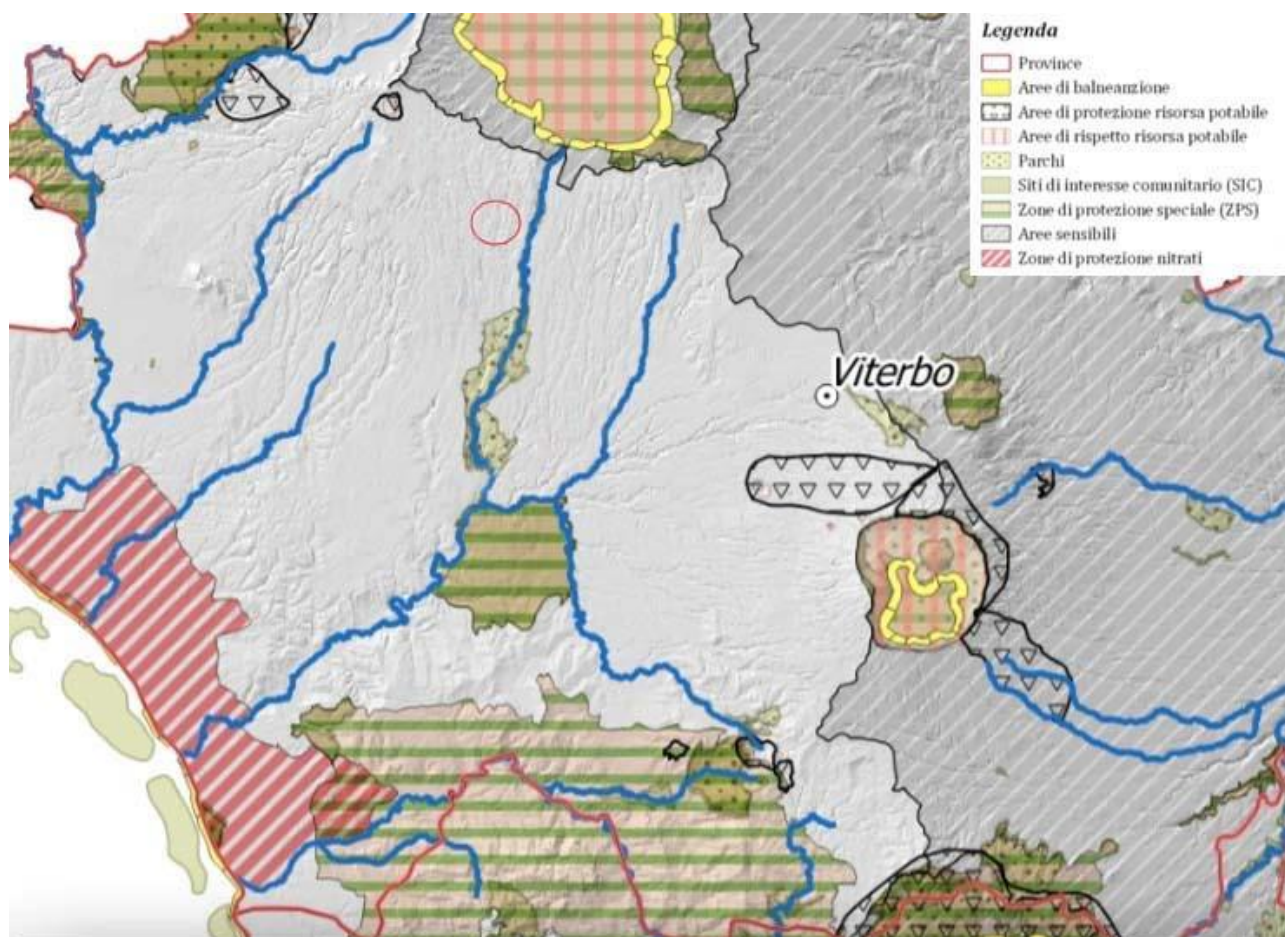 Legenda
Province
Aree di balneanzione
Aree di protezione risorsa potabile
Aree di rispetto risorsa potabile
Parchi
Siti di interesse comunitario (SIC)
Zone di protezione speciale (ZPS)
Aree sensibili
Zone di protezione nitrati
Viterbo